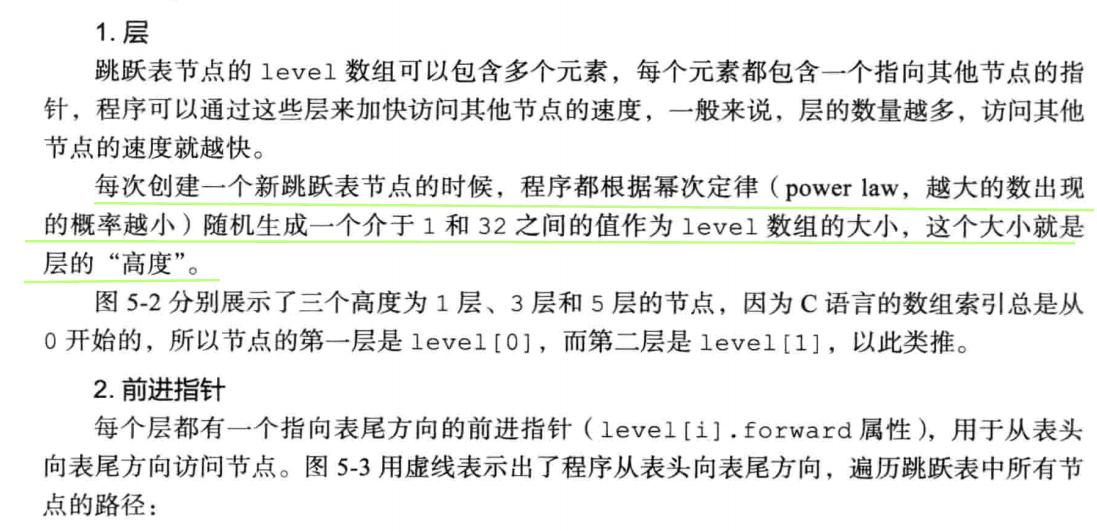 1. 层
跳跃表节点的 level 数组可以包含多个元素，每个元素都包含一个指向其他节点的指
针，程序可以通过这些层来加快访问其他节点的速度，一般来说，层的数量越多，访问其他
节点的速度就越快。
每次创建一个新跳跃表节点的时候，程序都根据幂次定律（power law，越大的数出现
的概率越小）随机生成一个介于 1 和 32 之间的值作为 level 数组的大小，这个大小就是
层的“高度”。
图 5-2 分别展示了三个高度为 1 层、3 层和 5 层的节点，因为 C 语言的数组索引总是从
0 开始的，所以节点的第一层是 level[0]，而第二层是 level[1]，以此类推。
2. 前进指针
每个层都有一个指向表尾方向的前进指针（level[i].forward 属性），用于从表头
向表尾方向访问节点。图 5-3 用虚线表示出了程序从表头向表尾方向，遍历跳跃表中所有节
点的路径：